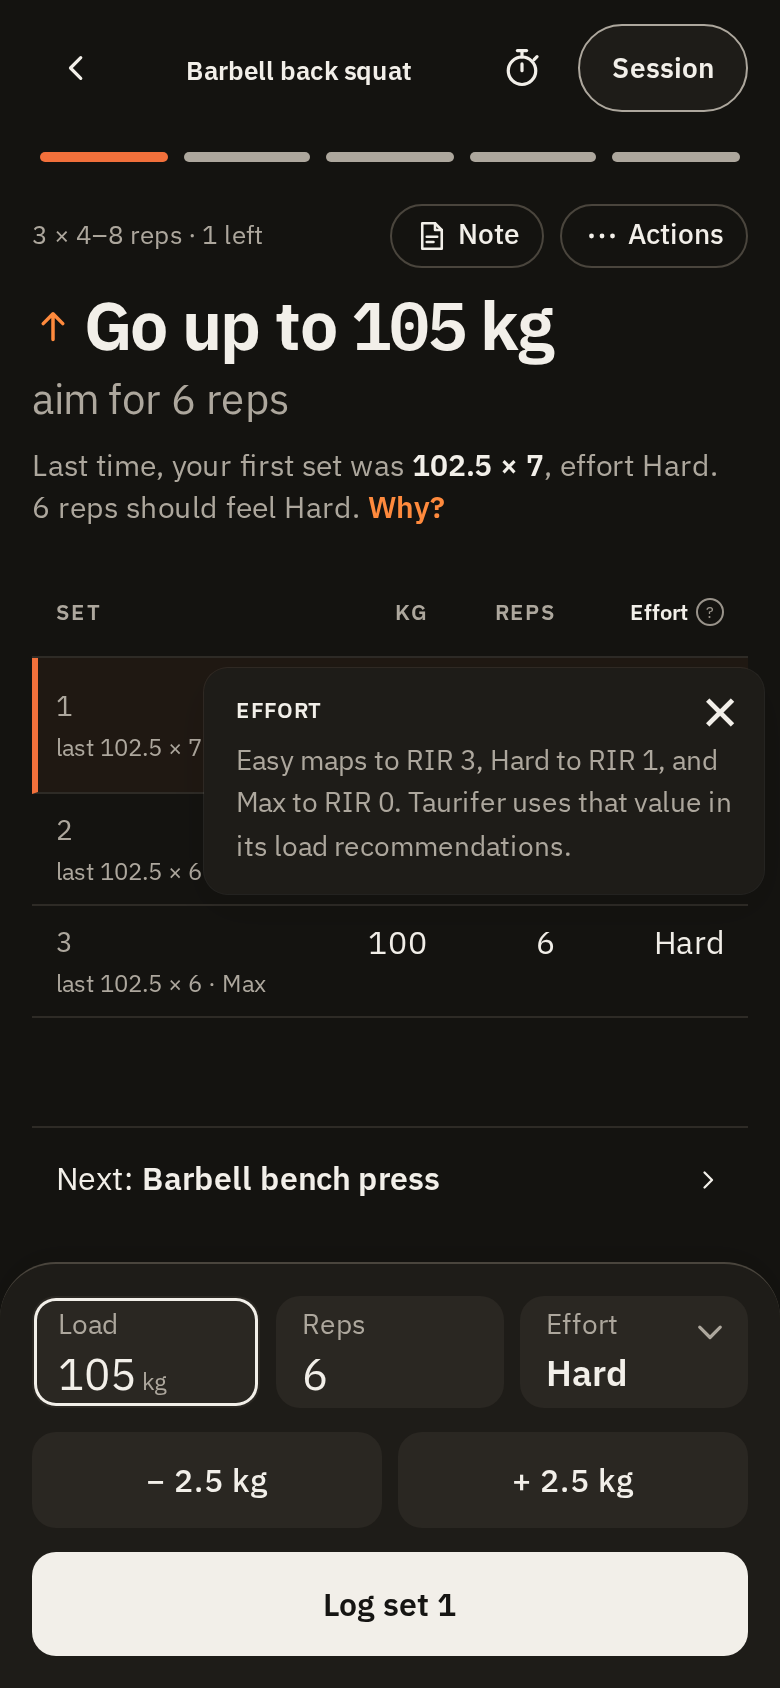 Barbell back squat
Session
3 × 4–8 reps · 1 left
Note
··· Actions
↑ Go up to 105 kg
aim for 6 reps
Last time, your first set was 102.5 × 7, effort Hard.
6 reps should feel Hard. Why?
SET KG REPS Effort ?
1
last 102.5 × 7
EFFORT
Easy maps to RIR 3, Hard to RIR 1, and
Max to RIR 0. Taurifer uses that value in
its load recommendations.
2
last 102.5 × 6
3 100 6 Hard
last 102.5 × 6 · Max
Next: Barbell bench press
Load
105 kg
Reps
6
Effort
Hard
− 2.5 kg
+ 2.5 kg
Log set 1